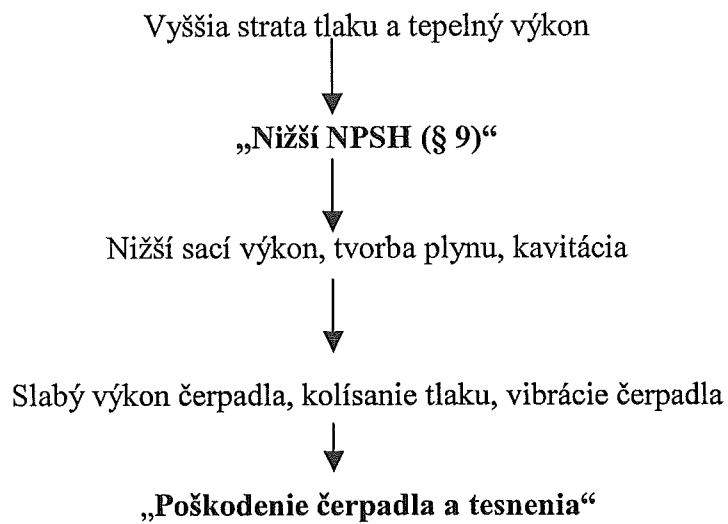 Vyššia strata tlaku a tepelný výkon
„Nižší NPSH (§ 9)“
Nižší sací výkon, tvorba plynu, kavitácia
Slabý výkon čerpadla, kolísanie tlaku, vibrácie čerpadla
„Poškodenie čerpadla a tesnenia“